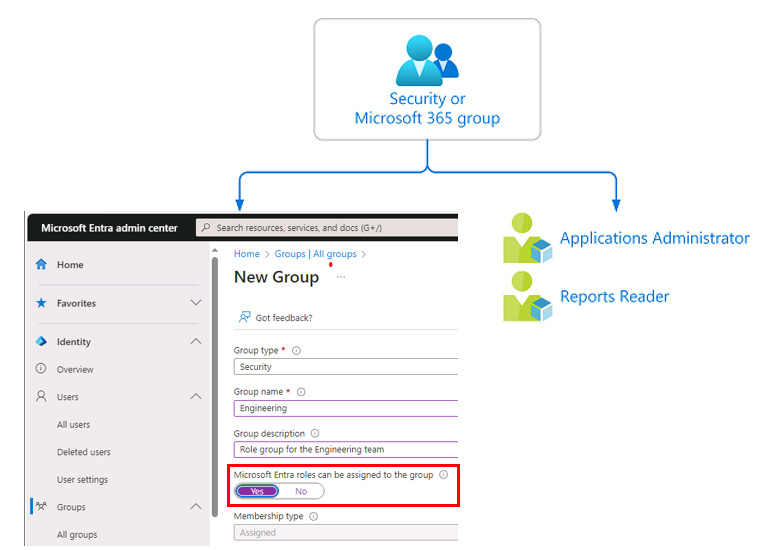 Security or
Microsoft 365 group
Microsoft Entra admin center
Search resources, services, and docs (G+/)
Home
Favorites
Identity
Overview
Users
All users
Deleted users
User settings
Groups
All groups
Home > Groups | All groups >
New Group ...
Got feedback?
Group type *
Security
Group name *
Engineering
Group description
Role group for the Engineering team
Microsoft Entra roles can be assigned to the group
Yes No
Membership type
Assigned
Applications Administrator
Reports Reader